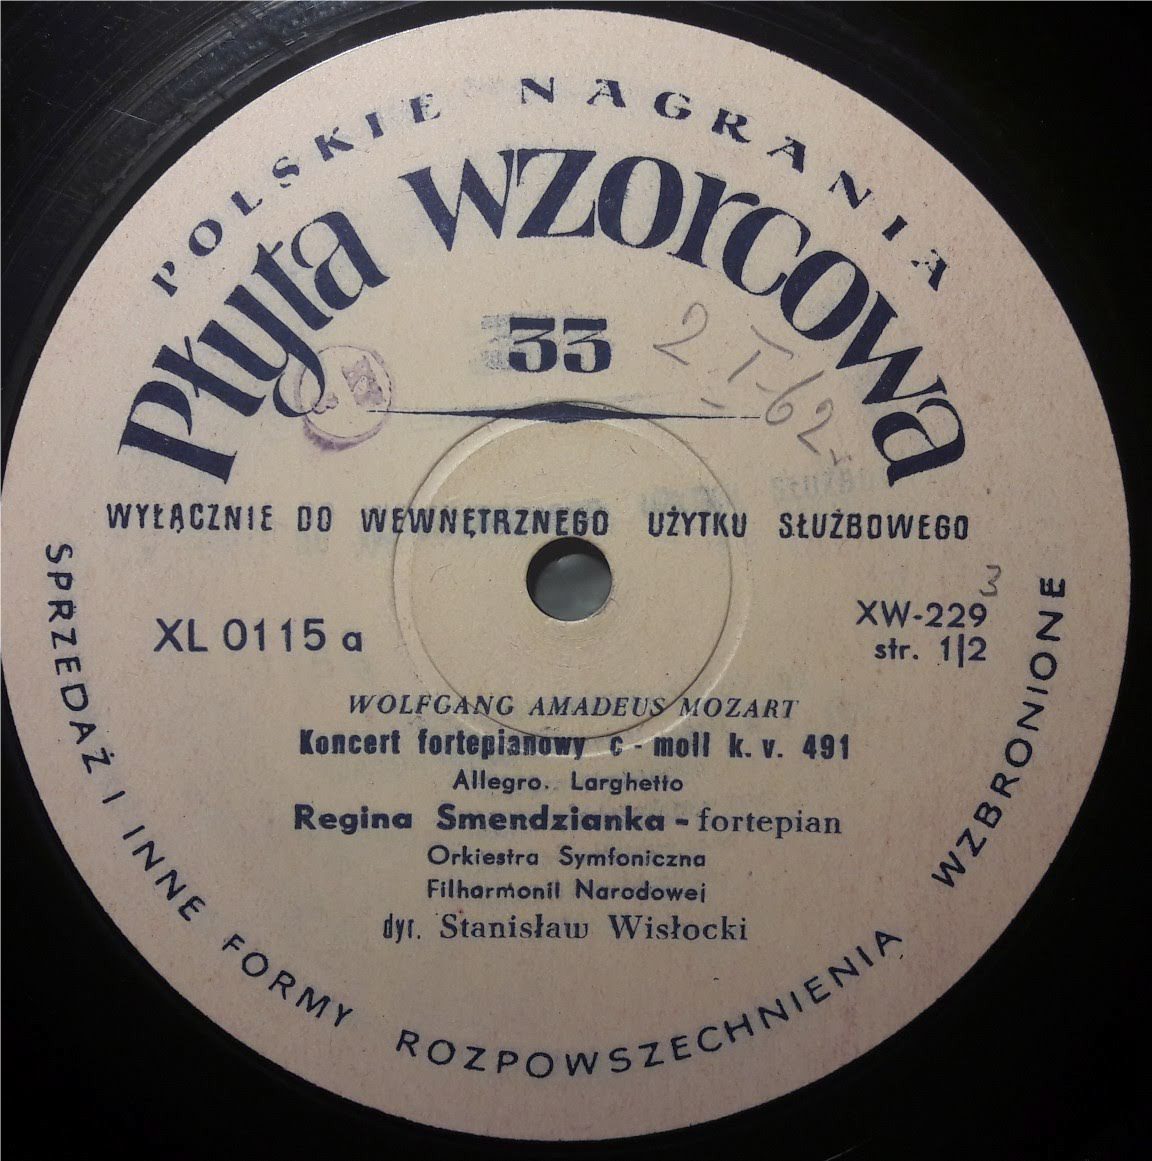 POLSKIE NAGRANIA
Płyta wzorcowa
33
2 I-62
WYŁĄCZNIE DO WEWNĘTRZNEGO UŻYTKU SŁUŻBOWEGO
3
XL 0115 a
XW-229
str. 1|2
WOLFGANG AMADEUS MOZART
Koncert fortepianowy c - moll k. v. 491
Allegro. Larghetto
Regina Smendzianka - fortepian
Orkiestra Symfoniczna
Filharmonii Narodowej
dyr. Stanisław Wisłocki
SPRZEDAŻ I INNE FORMY ROZPOWSZECHNIENIA WZBRONIONE